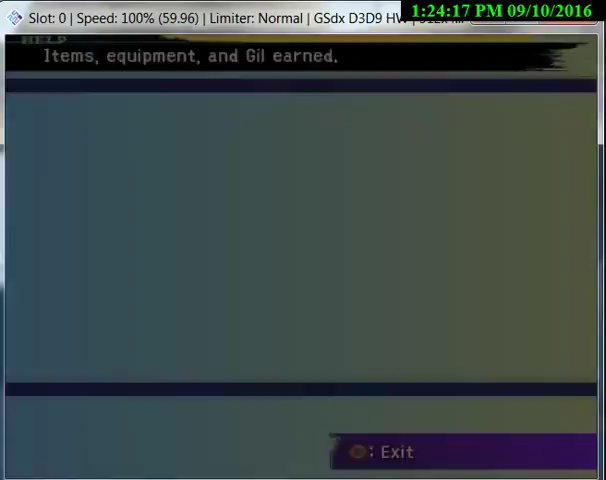 Slot: 0 | Speed: 100% (59.96) | Limiter: Normal | GSdx D3D9 HW
1:24:17 PM 09/10/2016
HELP
Items, equipment, and Gil earned.
: Exit